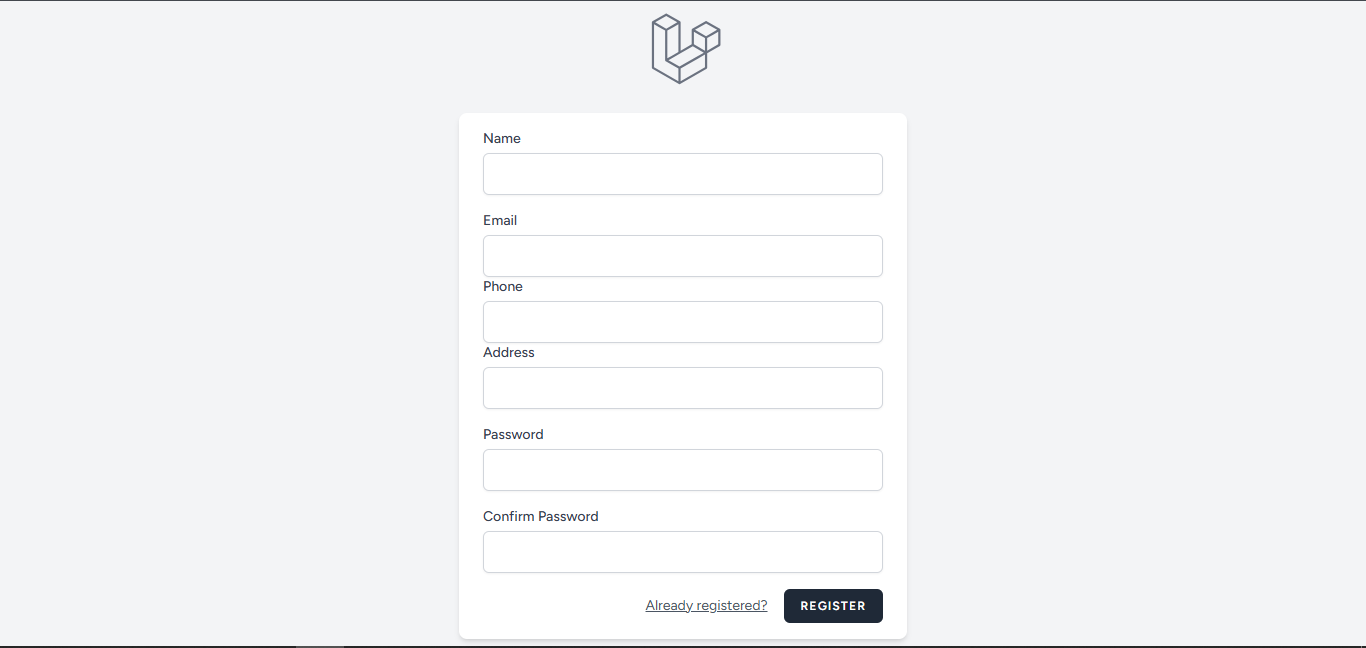 Name
Email
Phone
Address
Password
Confirm Password
Already registered? REGISTER